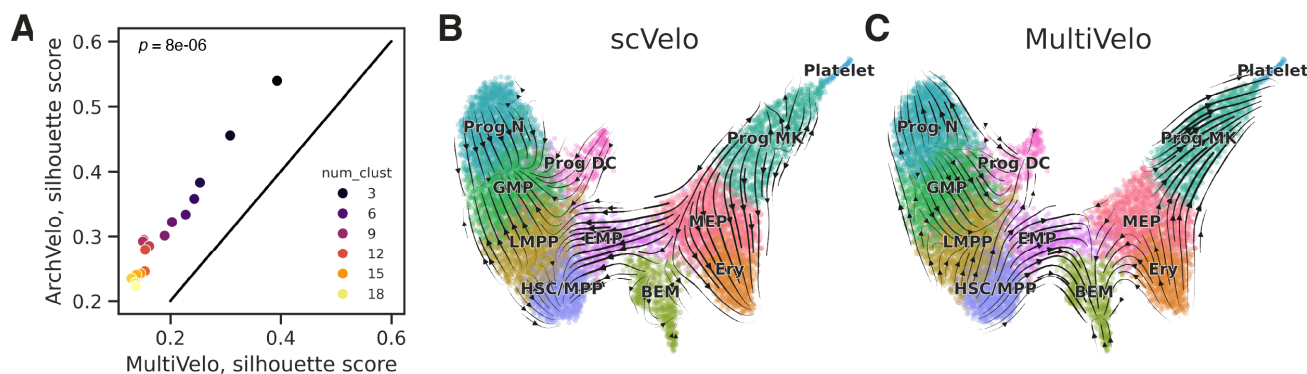 A
p = 8e-06
0.6
0.5
0.4
0.3
0.2
ArchVelo, silhouette score
num_clust
3
6
9
12
15
18
0.2
0.4
0.6
MultiVelo, silhouette score
B
scVelo
Platelet
Prog N
Prog MK
Prog DC
GMP
MEP
LMPP
EMP
Ery
HSC/MPP
BEM
C
MultiVelo
Platelet
Prog N
Prog MK
Prog DC
GMP
MEP
LMPP
EMP
Ery
HSC/MPP
BEM